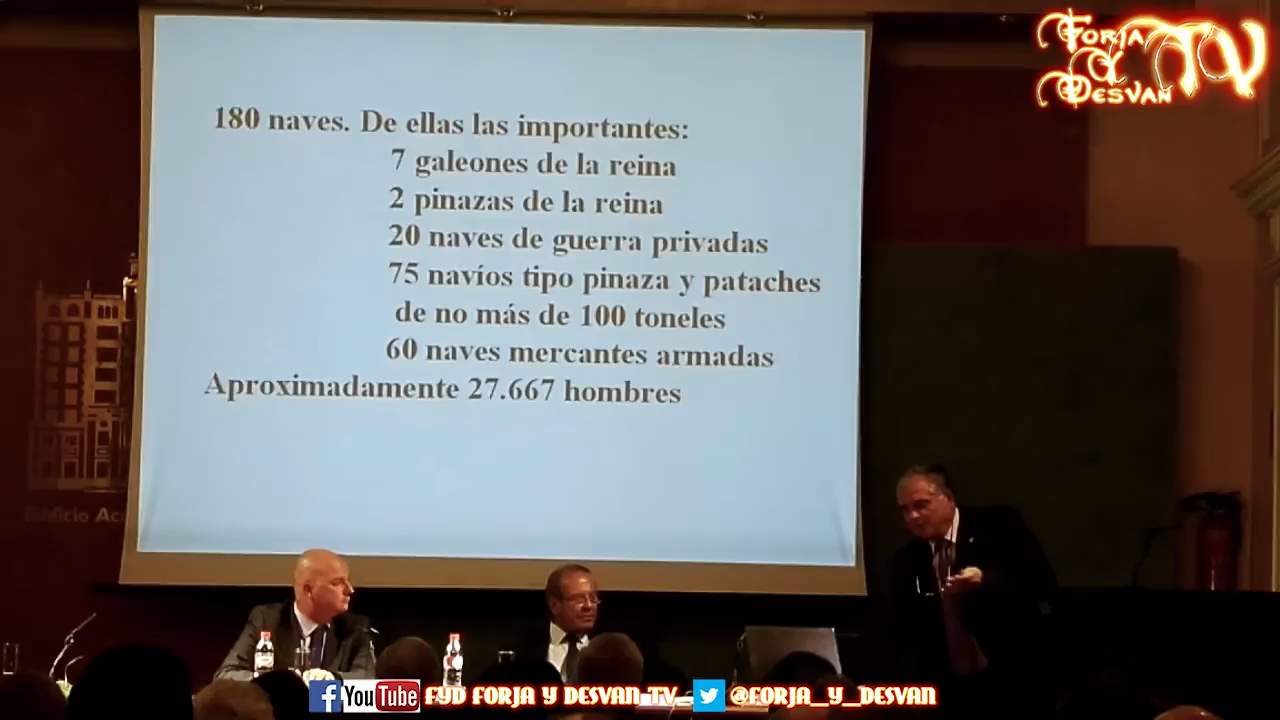 Forja
y
Desvan
TV
180 naves. De ellas las importantes:
7 galeones de la reina
2 pinazas de la reina
20 naves de guerra privadas
75 navíos tipo pinaza y pataches
de no más de 100 toneles
60 naves mercantes armadas
Aproximadamente 27.667 hombres
YouTube FYD FORJA Y DESVAN TV @FORJA_Y_DESVAN